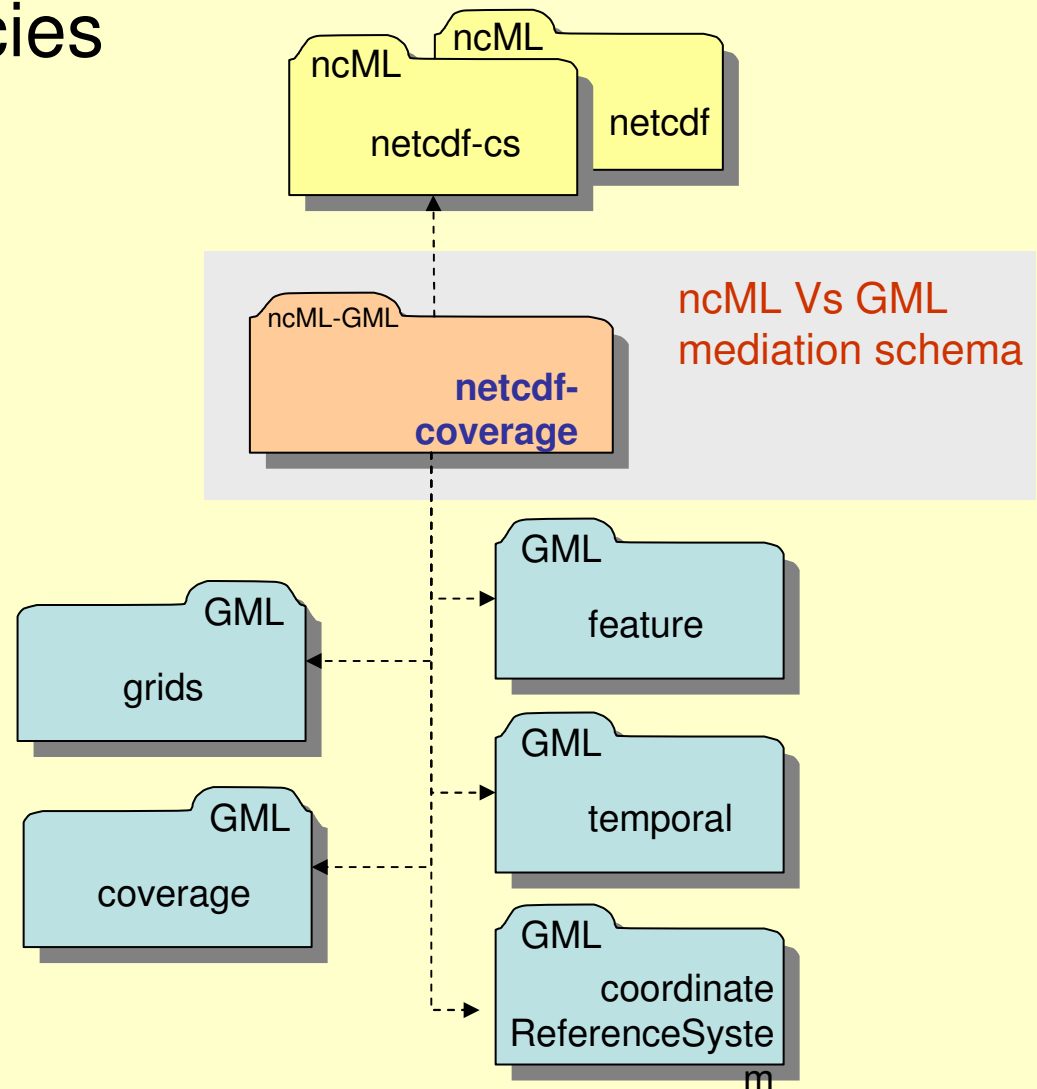 cies
ncML
ncML
netcdf
netcdf-cs
ncML-GML
netcdf-
coverage
ncML Vs GML
mediation schema
GML
feature
GML
grids
GML
temporal
GML
coverage
GML
coordinate
ReferenceSyste
m